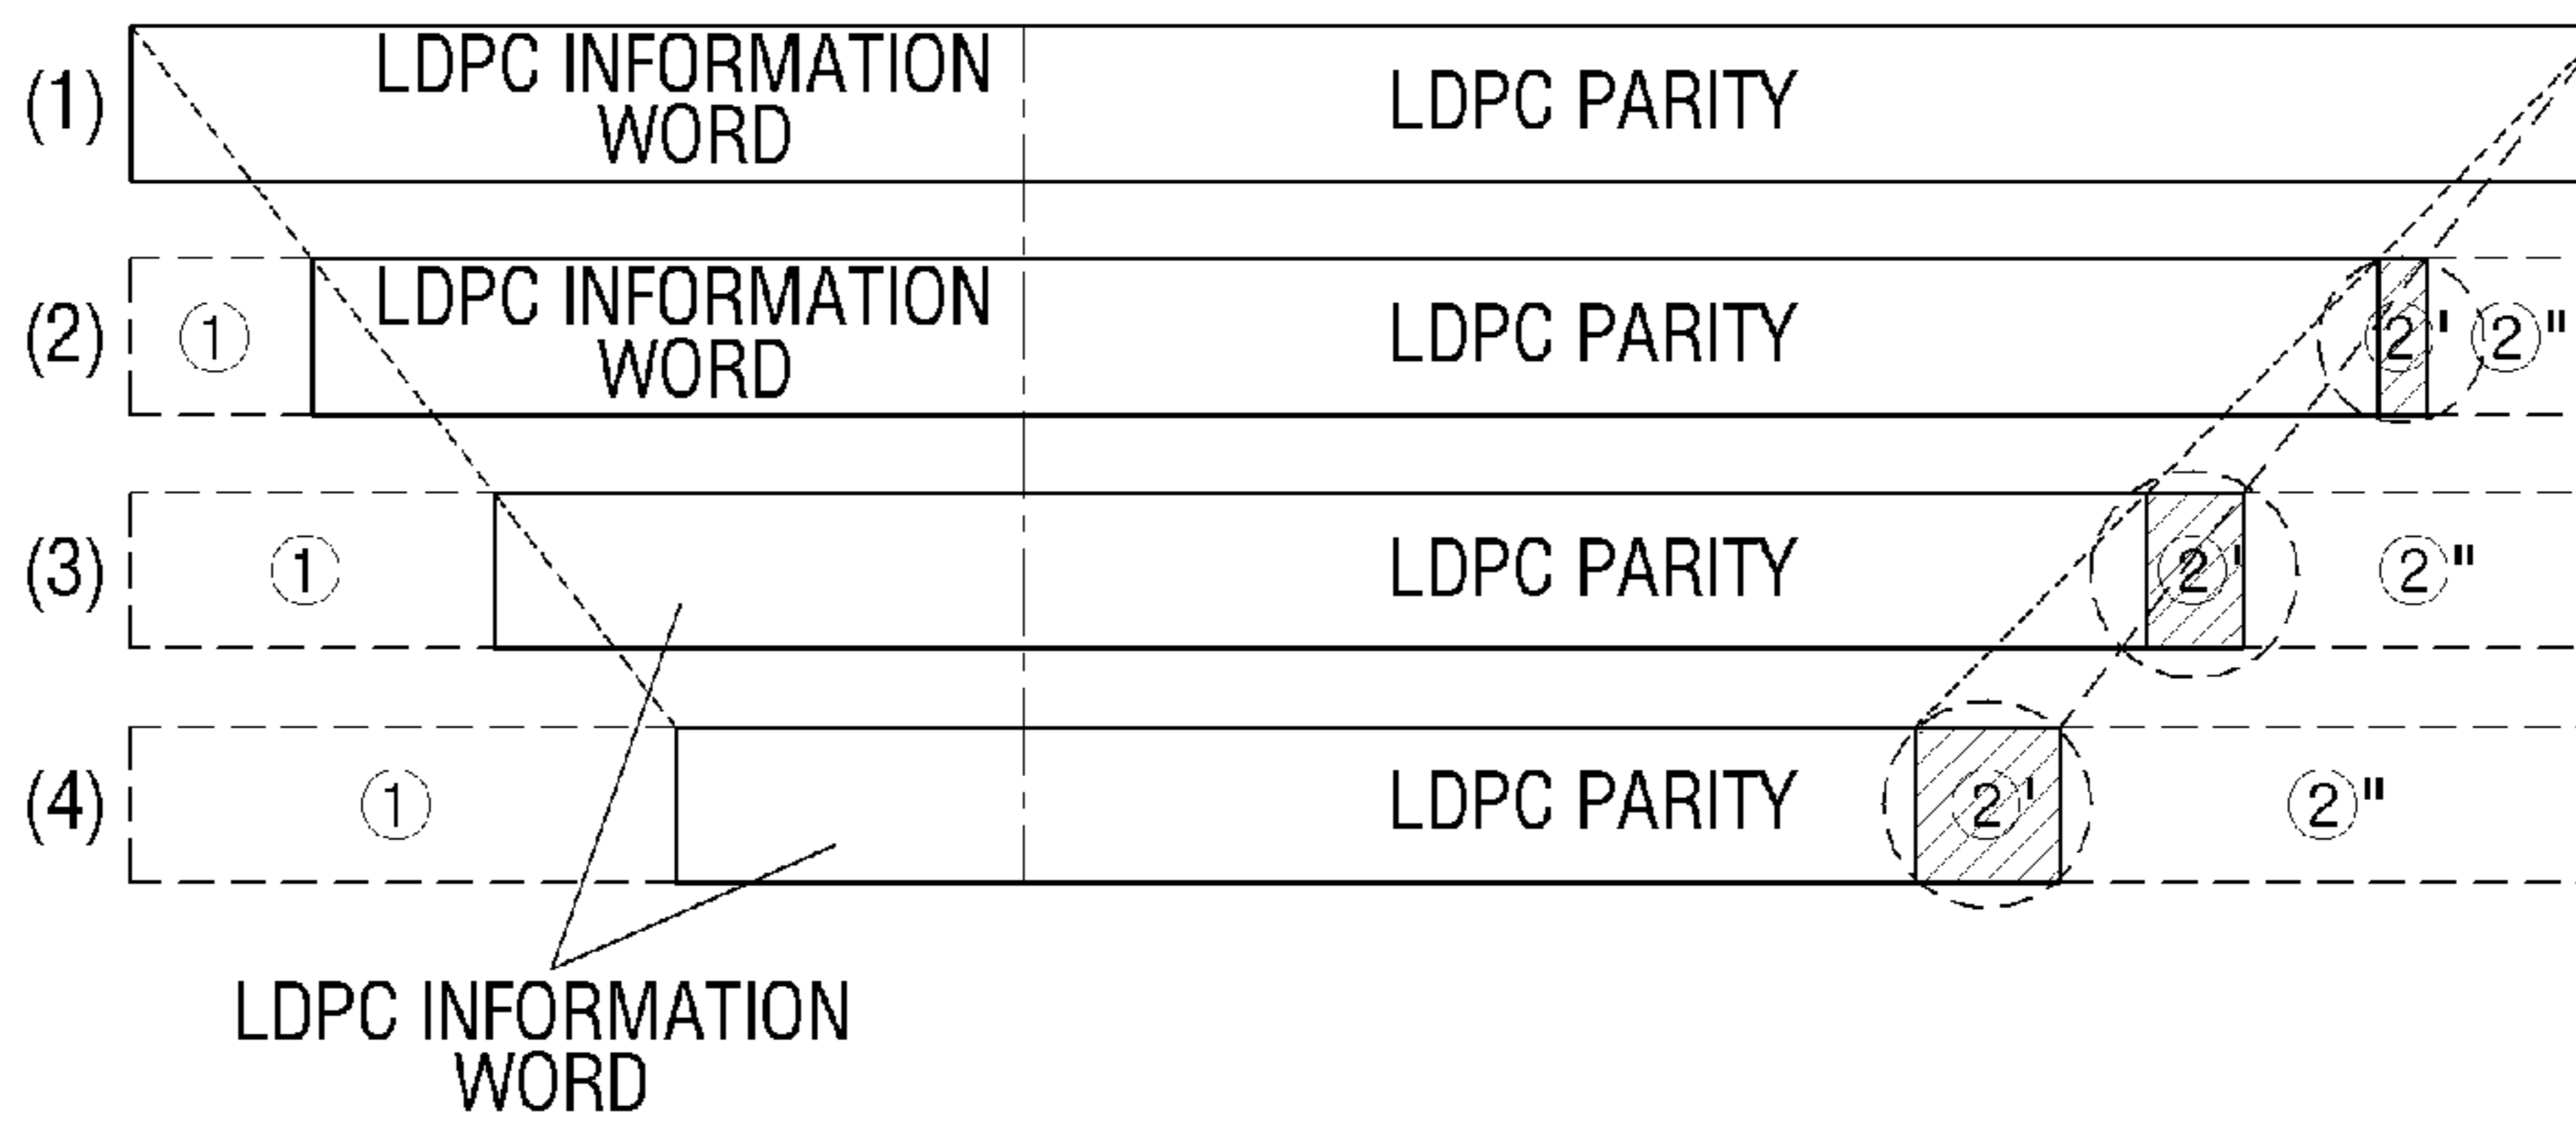 (1) LDPC INFORMATION
WORD
LDPC PARITY
(2) ① LDPC INFORMATION
WORD
LDPC PARITY ②' ②"
(3) ① LDPC PARITY ②' ②"
(4) ① LDPC PARITY ②' ②"
LDPC INFORMATION
WORD